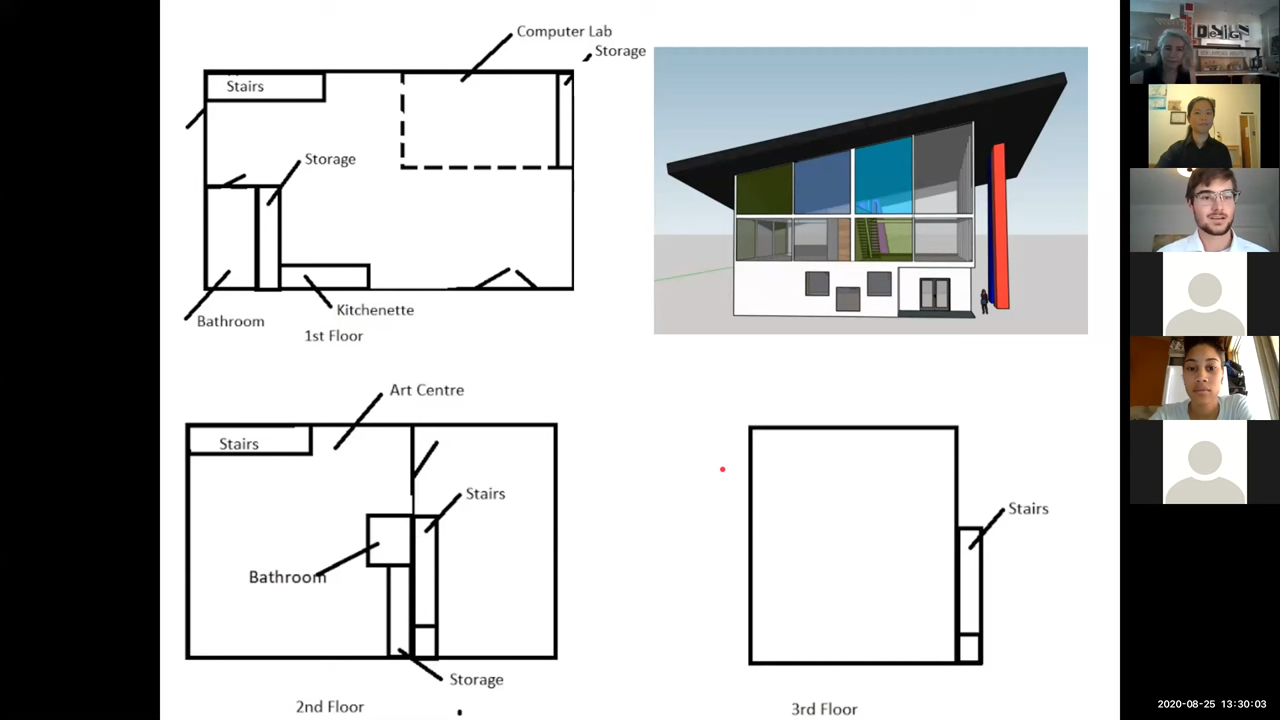 Computer Lab
Storage
Stairs
Storage
Kitchenette
Bathroom
1st Floor
Art Centre
Stairs
Stairs
Bathroom
Storage
2nd Floor
Stairs
3rd Floor
Design
2020-08-25 13:30:03